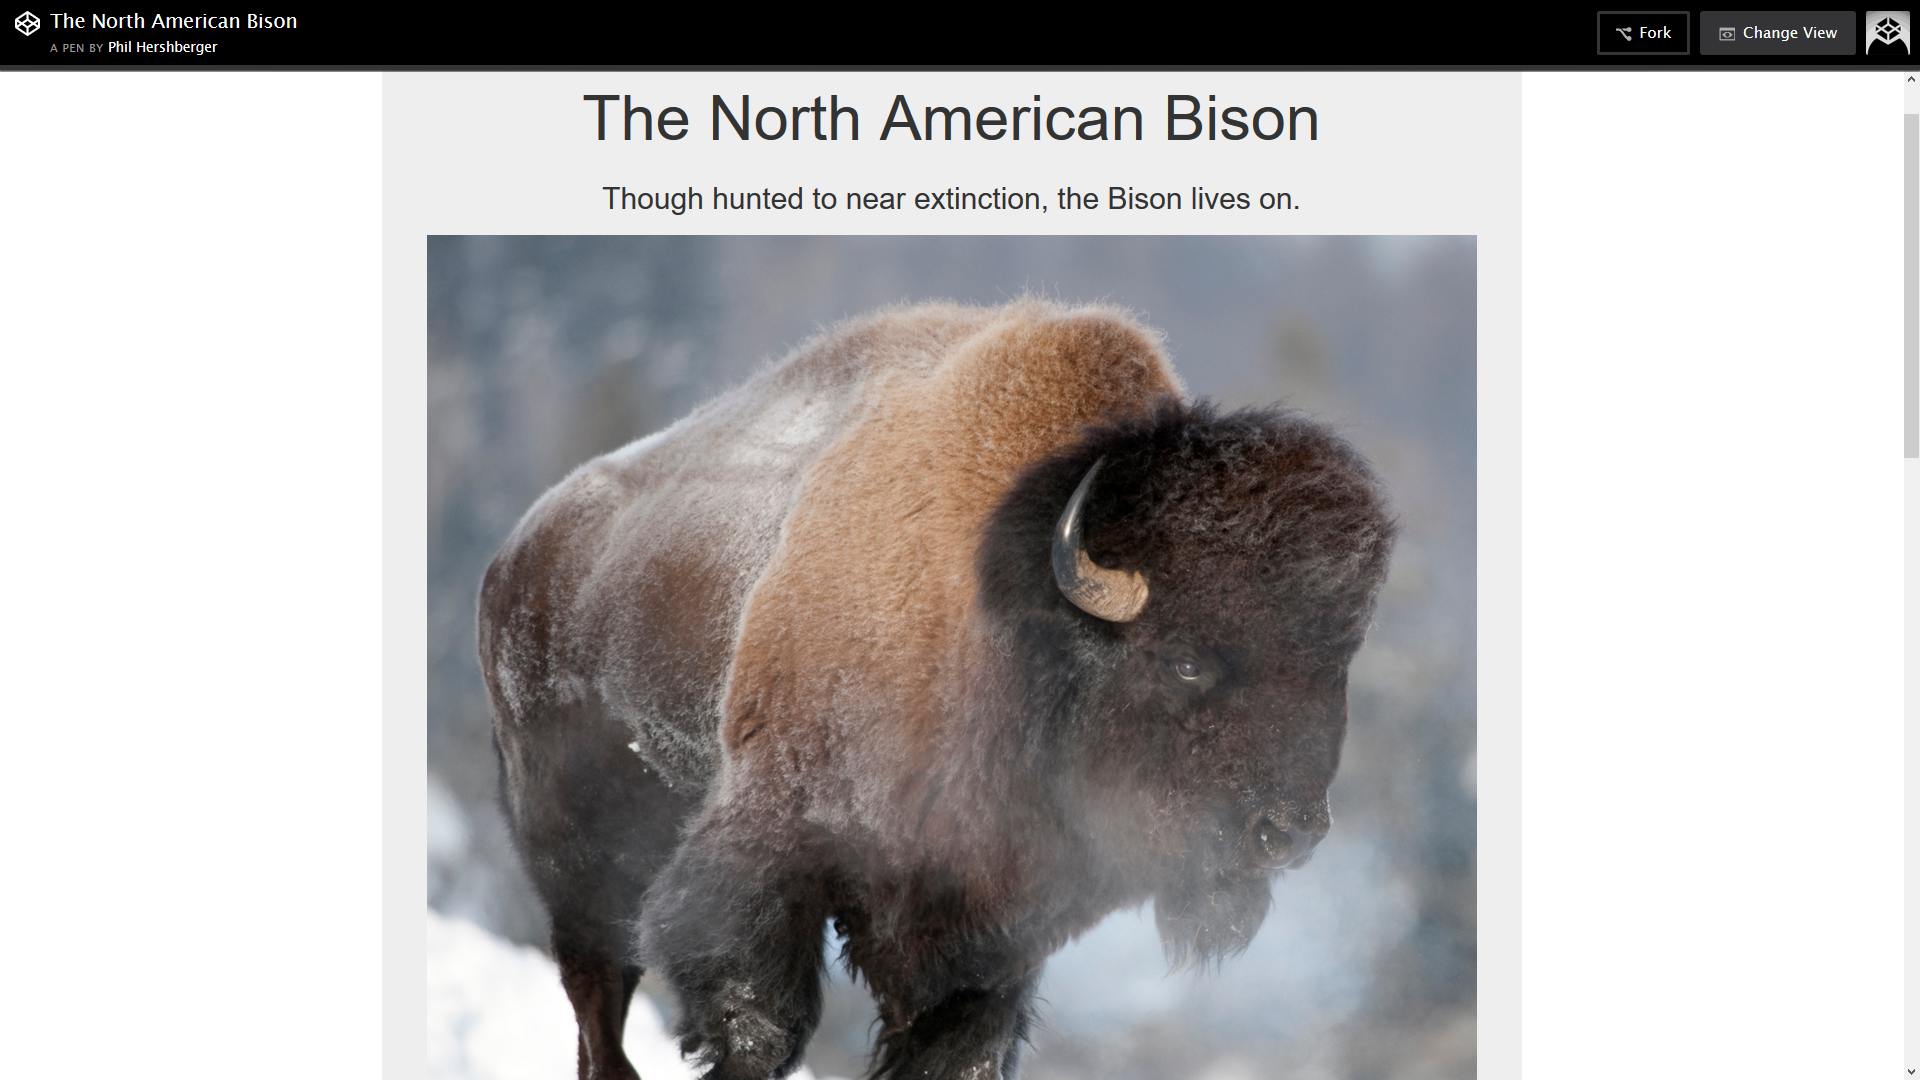 The North American Bison
A PEN BY Phil Hershberger
Fork
Change View
The North American Bison
Though hunted to near extinction, the Bison lives on.